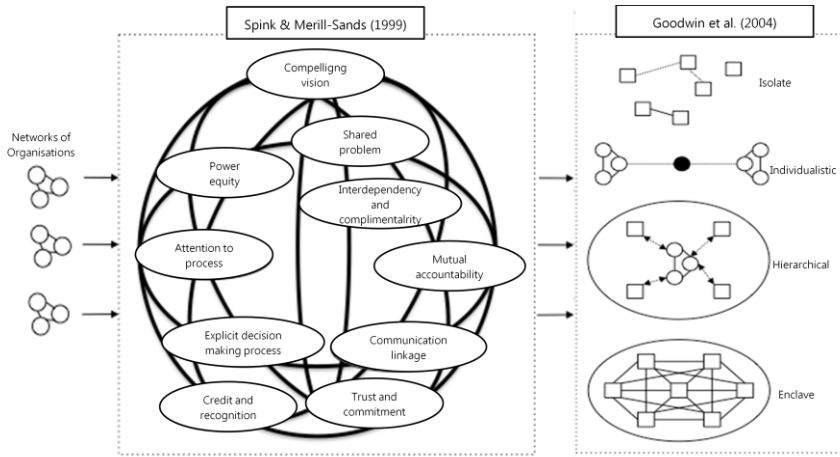 Spink & Merill-Sands (1999)
Goodwin et al. (2004)
Networks of
Organisations
Compelligng
vision
Shared
problem
Power
equity
Interdependency
and
complimentalrity
Attention to
process
Mutual
accountability
Explicit decision
making process
Communication
linkage
Credit and
recognition
Trust and
commitment
Isolate
Individualistic
Hierarchical
Enclave